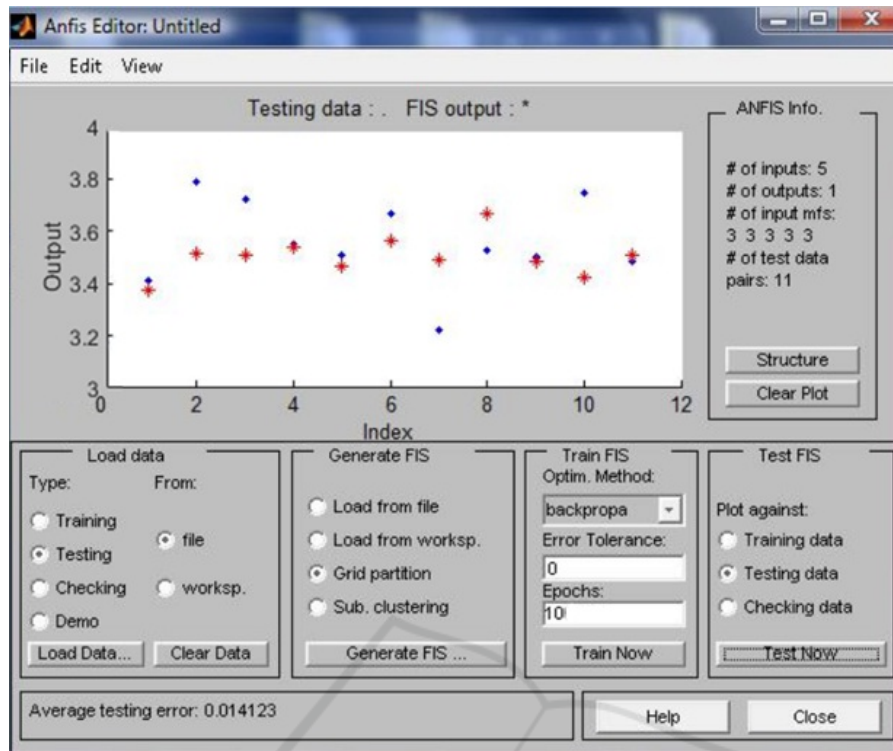 Anfis Editor: Untitled
File Edit View
Testing data : . FIS output : *
4
3.8
3.6
3.4
3.2
3
Output
0 2 4 6 8 10 12
Index
ANFIS Info.
# of inputs: 5
# of outputs: 1
# of input mfs:
3 3 3 3 3
# of test data
pairs: 11
Structure
Clear Plot
Load data
Type: From:
Training
Testing
Checking
Demo
file
worksp.
Load Data... Clear Data
Generate FIS
Load from file
Load from worksp.
Grid partition
Sub. clustering
Generate FIS ...
Train FIS
Optim. Method:
backpropa
Error Tolerance:
0
Epochs:
10
Train Now
Test FIS
Plot against:
Training data
Testing data
Checking data
Test Now
Average testing error: 0.014123
Help Close